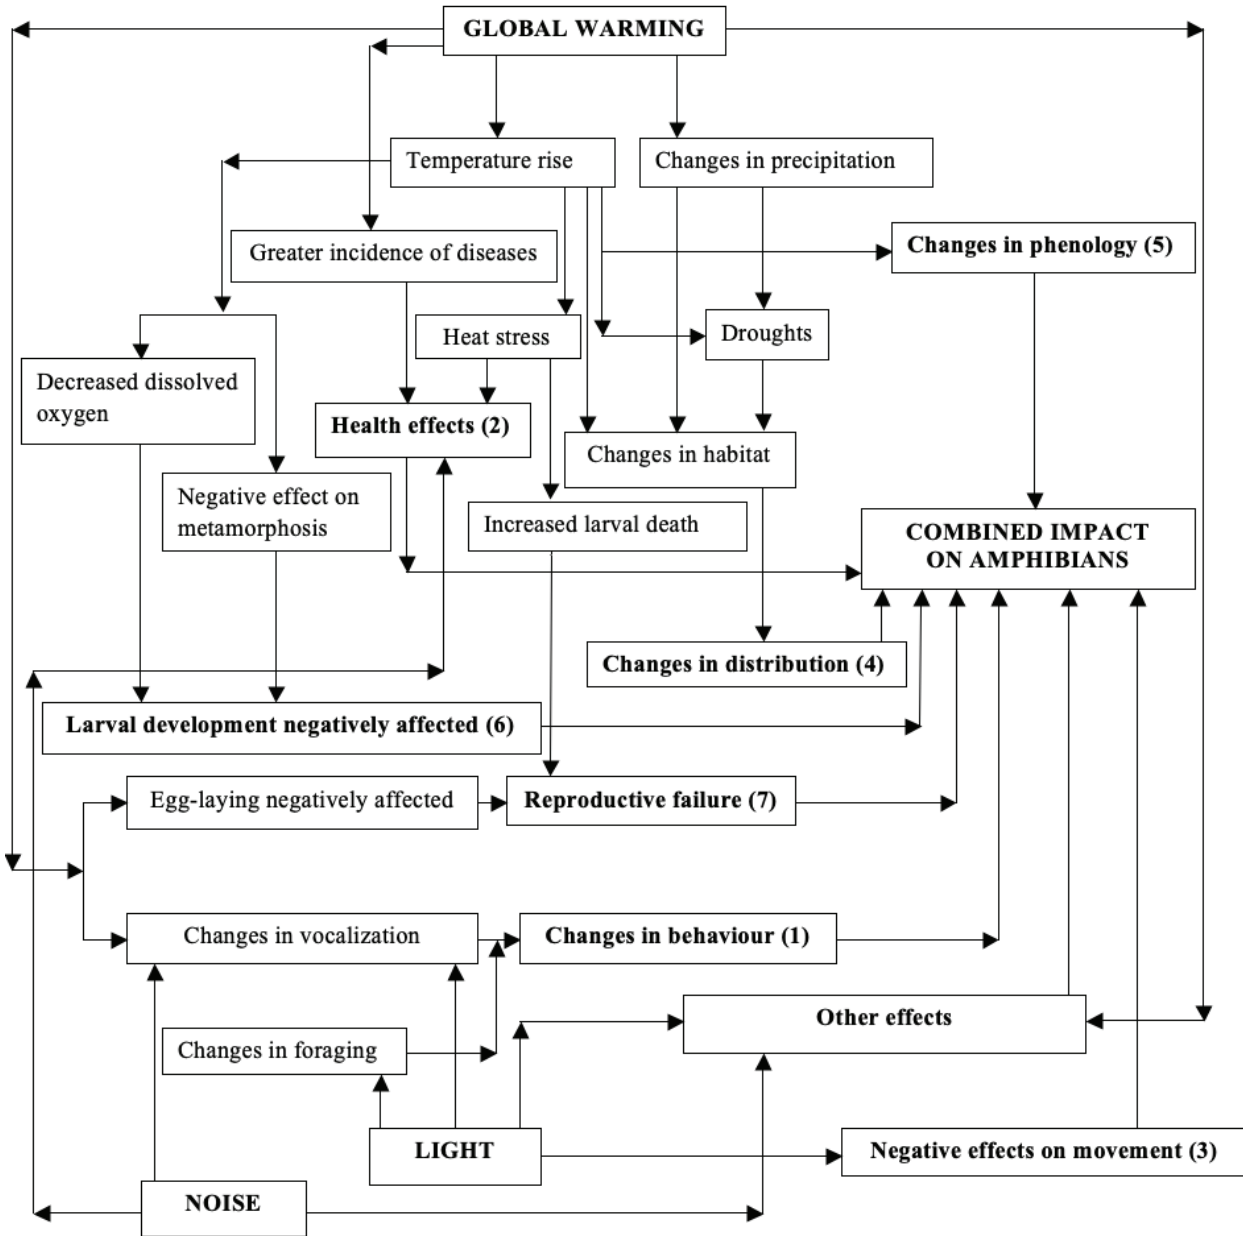 GLOBAL WARMING
Temperature rise
Changes in precipitation
Greater incidence of diseases
Changes in phenology (5)
Heat stress
Droughts
Decreased dissolved
oxygen
Health effects (2)
Changes in habitat
Negative effect on
metamorphosis
Increased larval death
COMBINED IMPACT
ON AMPHIBIANS
Changes in distribution (4)
Larval development negatively affected (6)
Egg-laying negatively affected
Reproductive failure (7)
Changes in vocalization
Changes in behaviour (1)
Other effects
Changes in foraging
LIGHT
Negative effects on movement (3)
NOISE